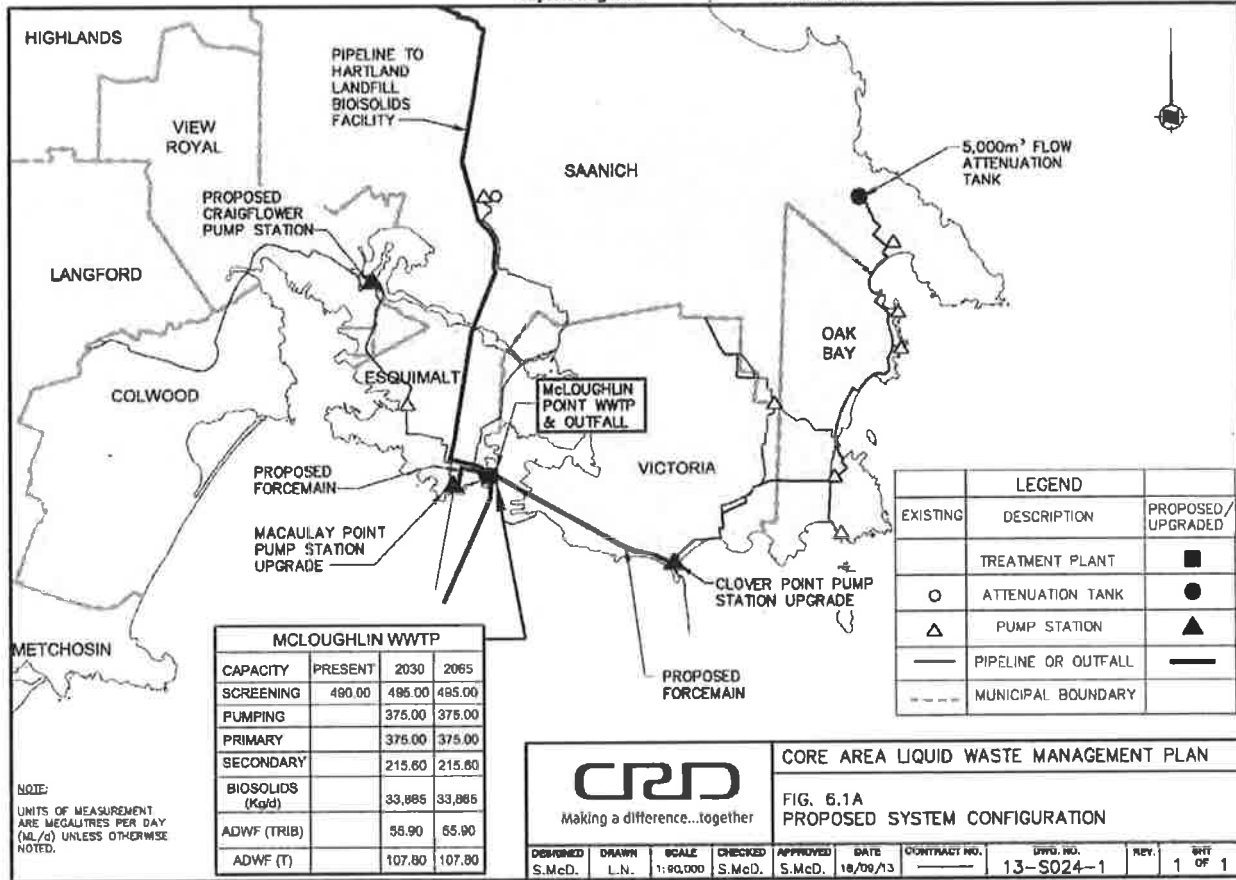 HIGHLANDS
PIPELINE TO
HARTLAND
LANDFILL
BIOISOLIDS
FACILITY
VIEW
ROYAL
SAANICH
5,000m³ FLOW
ATTENUATION
TANK
PROPOSED
CRAIGFLOWER
PUMP STATION
LANGFORD
OAK
BAY
COLWOOD
ESQUIMALT
McLOUGHLIN
POINT WWTP
& OUTFALL
VICTORIA
PROPOSED
FORCEMAIN
MACAULAY POINT
PUMP STATION
UPGRADE
CLOVER POINT PUMP
STATION UPGRADE
PROPOSED
FORCEMAIN
METCHOSIN
LEGEND
EXISTING DESCRIPTION PROPOSED/
UPGRADED
TREATMENT PLANT
ATTENUATION TANK
PUMP STATION
PIPELINE OR OUTFALL
MUNICIPAL BOUNDARY
MCLOUGHLIN WWTP
CAPACITY PRESENT 2030 2065
SCREENING 490.00 495.00 495.00
PUMPING 375.00 375.00
PRIMARY 375.00 375.00
SECONDARY 215.60 215.60
BIOSOLIDS
(Kg/d) 33,885 33,885
ADWF (TRIB) 55.90 65.90
ADWF (T) 107.80 107.80
NOTE:
UNITS OF MEASUREMENT
ARE MEGALITRES PER DAY
(ML/d) UNLESS OTHERWISE
NOTED.
CRD
Making a difference...together
CORE AREA LIQUID WASTE MANAGEMENT PLAN
FIG. 6.1A
PROPOSED SYSTEM CONFIGURATION
DESIGNED DRAWN SCALE CHECKED APPROVED DATE CONTRACT NO. DWG. NO. REV. SHT
S.McD. L.N. 1:90,000 S.McD. S.McD. 18/09/13 13-S024-1 1 OF 1